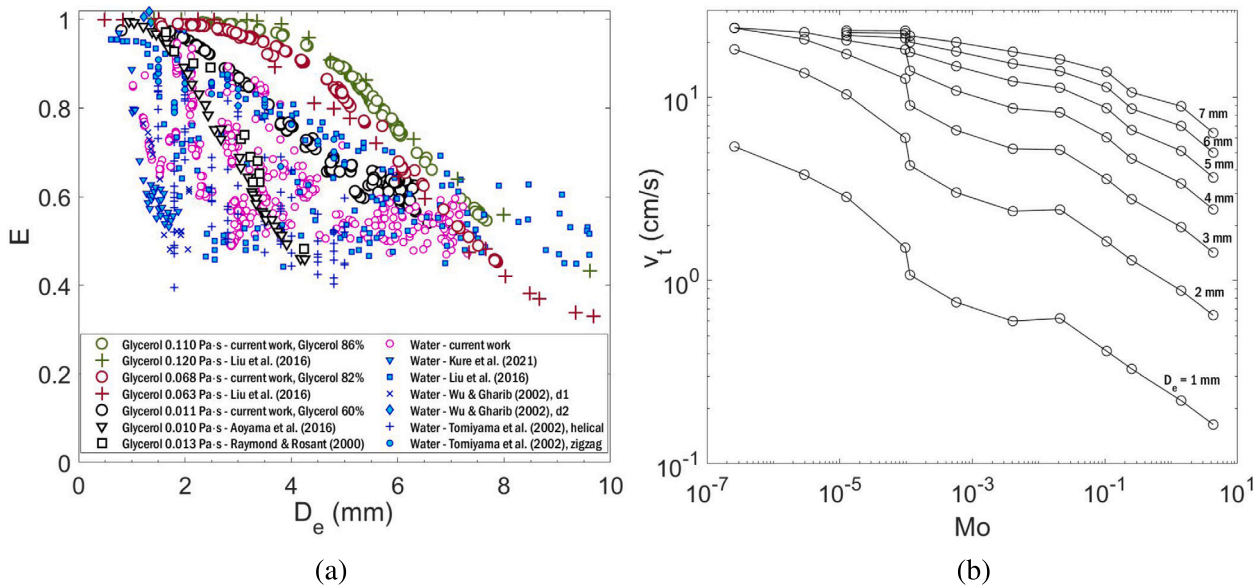 1
0.8
0.6
0.4
0.2
0
E
0
2
4
6
8
10
D_e (mm)
Glycerol 0.110 Pa·s - current work, Glycerol 86%
Glycerol 0.120 Pa·s - Liu et al. (2016)
Glycerol 0.068 Pa·s - current work, Glycerol 82%
Glycerol 0.063 Pa·s - Liu et al. (2016)
Glycerol 0.011 Pa·s - current work, Glycerol 60%
Glycerol 0.010 Pa·s - Aoyama et al. (2016)
Glycerol 0.013 Pa·s - Raymond & Rosant (2000)
Water - current work
Water - Kure et al. (2021)
Water - Liu et al. (2016)
Water - Wu & Gharib (2002), d1
Water - Wu & Gharib (2002), d2
Water - Tomiyama et al. (2002), helical
Water - Tomiyama et al. (2002), zigzag
(a)
10^1
10^0
10^-1
v_t (cm/s)
7 mm
6 mm
5 mm
4 mm
3 mm
2 mm
D_e = 1 mm
10^-7
10^-5
10^-3
10^-1
10^1
Mo
(b)